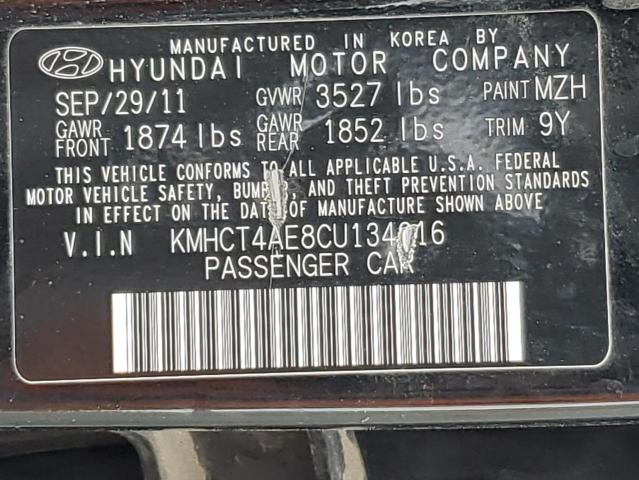 MANUFACTURED IN KOREA BY
HYUNDAI MOTOR COMPANY
SEP/29/11 GVWR 3527 lbs PAINT MZH
GAWR FRONT 1874 lbs GAWR REAR 1852 lbs TRIM 9Y
THIS VEHICLE CONFORMS TO ALL APPLICABLE U.S.A. FEDERAL
MOTOR VEHICLE SAFETY, BUMPER, AND THEFT PREVENTION STANDARDS
IN EFFECT ON THE DATE OF MANUFACTURE SHOWN ABOVE
V.I.N
PASSENGER CAR